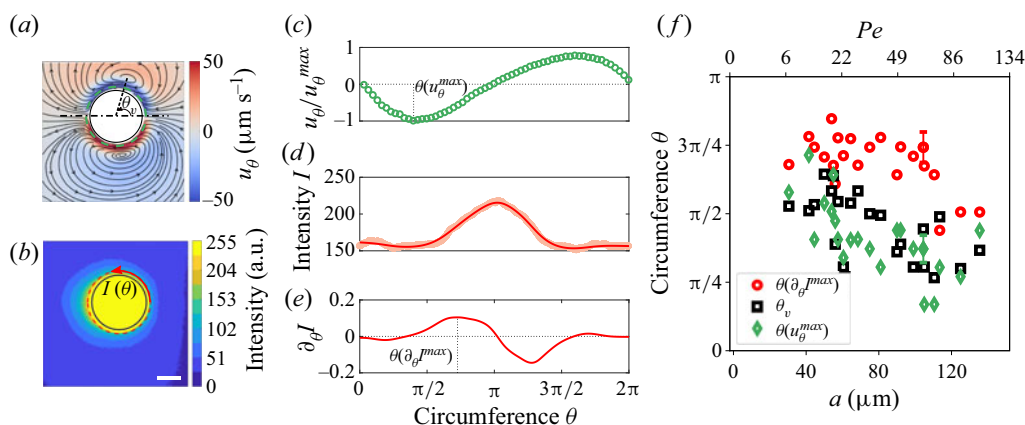 (a)
θv
50
0
−50
uθ (μm s−1)
(b)
I (θ)
255
204
153
102
51
0
Intensity (a.u.)
(c)
1
0
−1
uθ/uθmax
θ(uθmax)
(d)
250
200
150
Intensity I
(e)
0.2
0
−0.2
∂θI
θ(∂θImax)
0 π/2 π 3π/2 2π
Circumference θ
(f)
Pe
0 6 22 49 86 134
π
3π/4
π/2
π/4
0
Circumference θ
θ(∂θImax)
θv
θ(uθmax)
0 40 80 120
a (μm)